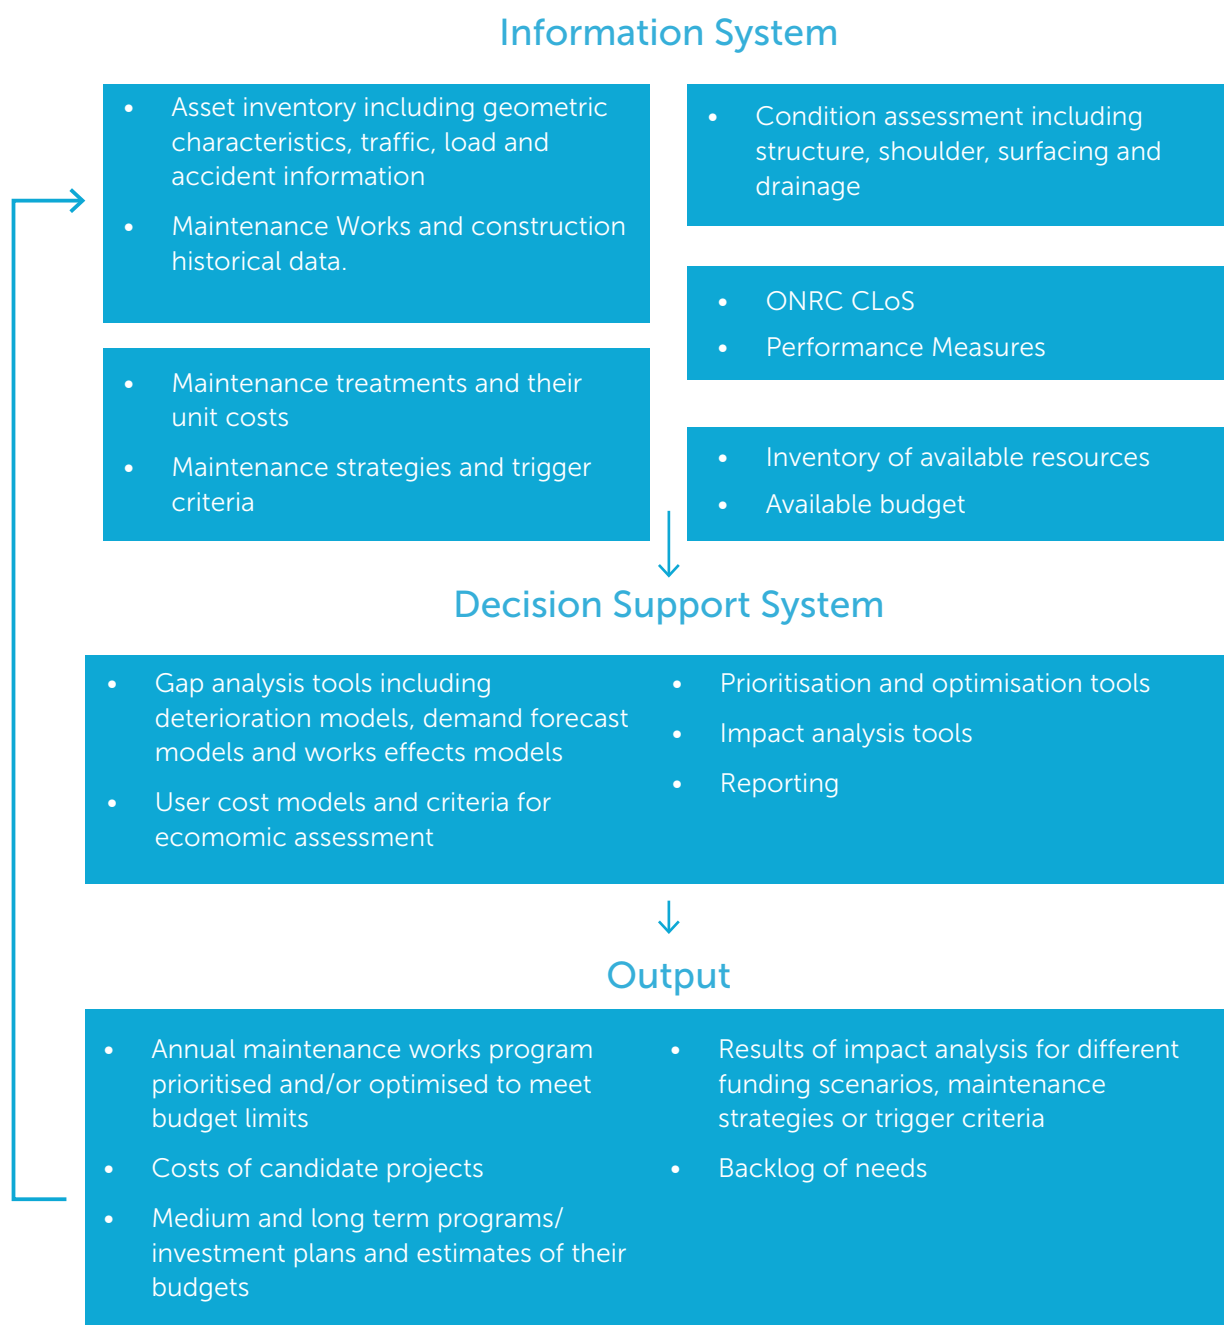 Information System
• Asset inventory including geometric
characteristics, traffic, load and
accident information
• Maintenance Works and construction
historical data.
• Condition assessment including
structure, shoulder, surfacing and
drainage
• ONRC CLoS
• Performance Measures
• Maintenance treatments and their
unit costs
• Maintenance strategies and trigger
criteria
• Inventory of available resources
• Available budget
Decision Support System
• Gap analysis tools including
deterioration models, demand forecast
models and works effects models
• User cost models and criteria for
ecomomic assessment
• Prioritisation and optimisation tools
• Impact analysis tools
• Reporting
Output
• Annual maintenance works program
prioritised and/or optimised to meet
budget limits
• Costs of candidate projects
• Medium and long term programs/
investment plans and estimates of their
budgets
• Results of impact analysis for different
funding scenarios, maintenance
strategies or trigger criteria
• Backlog of needs